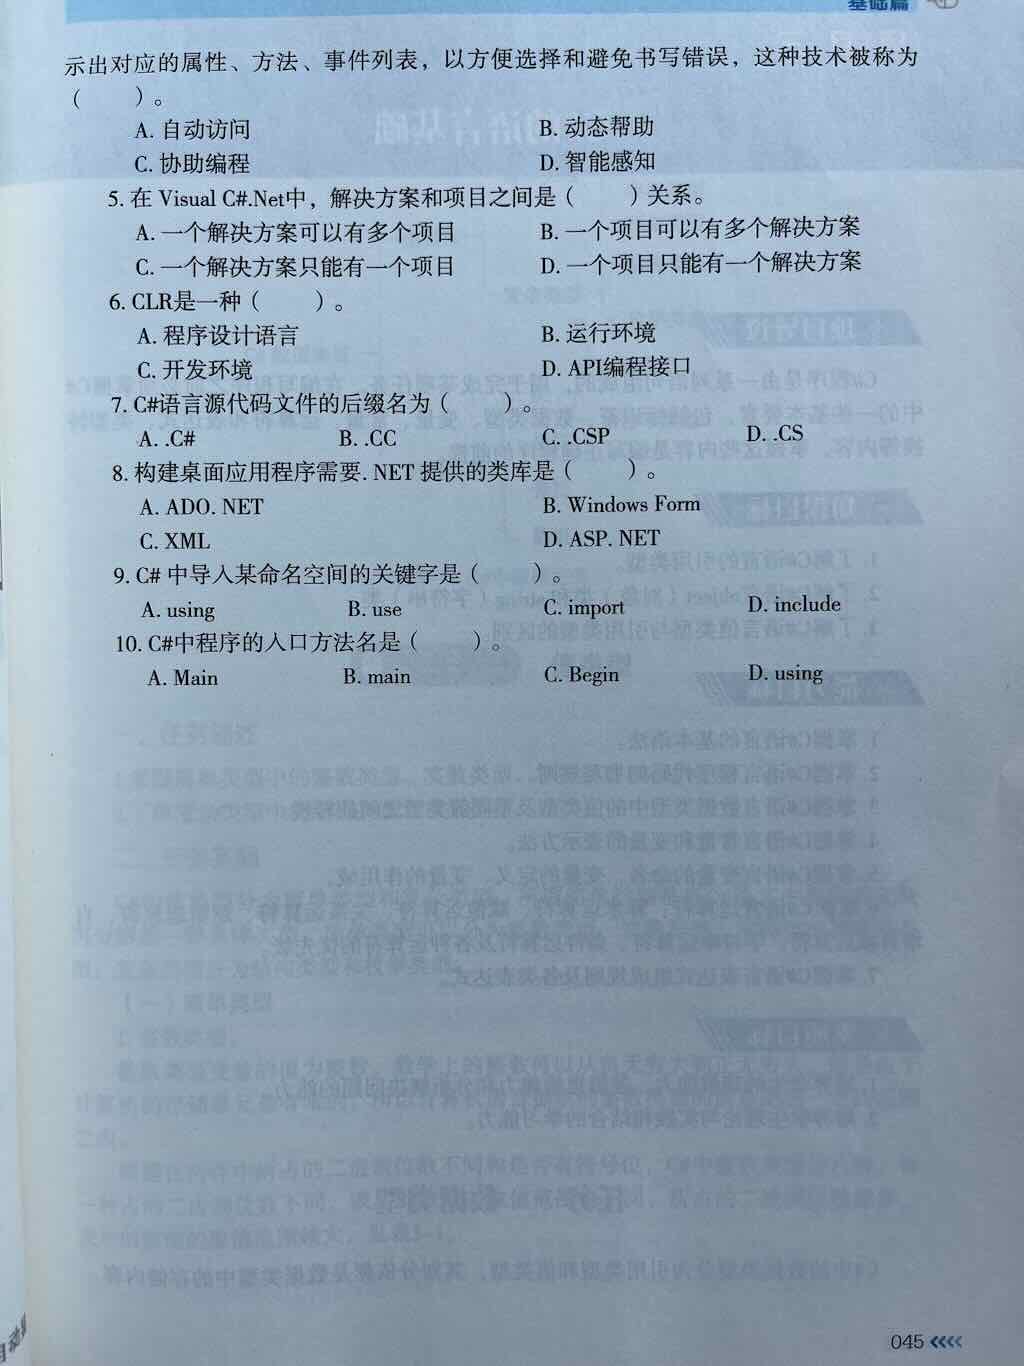 基础篇
示出对应的属性、方法、事件列表，以方便选择和避免书写错误，这种技术被称为
（　　）。
A. 自动访问　B. 动态帮助
C. 协助编程　D. 智能感知
5. 在 Visual C#.Net中，解决方案和项目之间是（　　）关系。
A. 一个解决方案可以有多个项目　B. 一个项目可以有多个解决方案
C. 一个解决方案只能有一个项目　D. 一个项目只能有一个解决方案
6. CLR是一种（　　）。
A. 程序设计语言　B. 运行环境
C. 开发环境　D. API编程接口
7. C#语言源代码文件的后缀名为（　　）。
A. .C#　B. .CC　C. .CSP　D. .CS
8. 构建桌面应用程序需要. NET 提供的类库是（　　）。
A. ADO. NET　B. Windows Form
C. XML　D. ASP. NET
9. C# 中导入某命名空间的关键字是（　　）。
A. using　B. use　C. import　D. include
10. C#中程序的人口方法名是（　　）。
A. Main　B. main　C. Begin　D. using
045